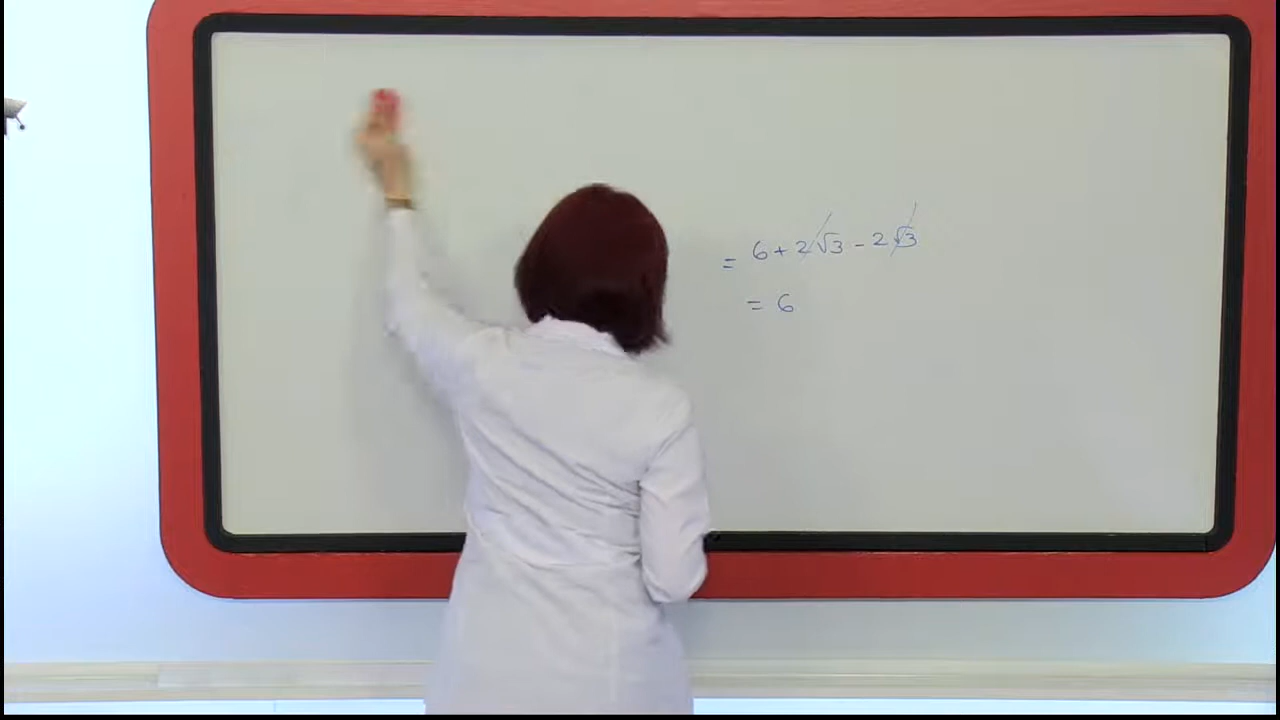 = 6 + 2√3 - 2√3
= 6